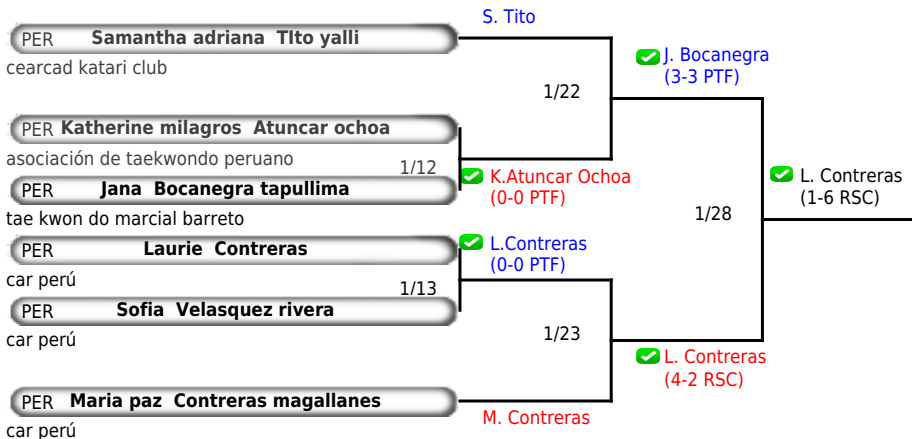 S. Tito
PER Samantha adriana TIto yalli
cearcad katari club
J. Bocanegra
(3-3 PTF)
1/22
PER Katherine milagros Atuncar ochoa
asociación de taekwondo peruano
1/12
K.Atuncar Ochoa
(0-0 PTF)
PER Jana Bocanegra tapullima
tae kwon do marcial barreto
L. Contreras
(1-6 RSC)
1/28
PER Laurie Contreras
car perú
L.Contreras
(0-0 PTF)
1/13
PER Sofia Velasquez rivera
car perú
1/23
L. Contreras
(4-2 RSC)
PER Maria paz Contreras magallanes
car perú
M. Contreras